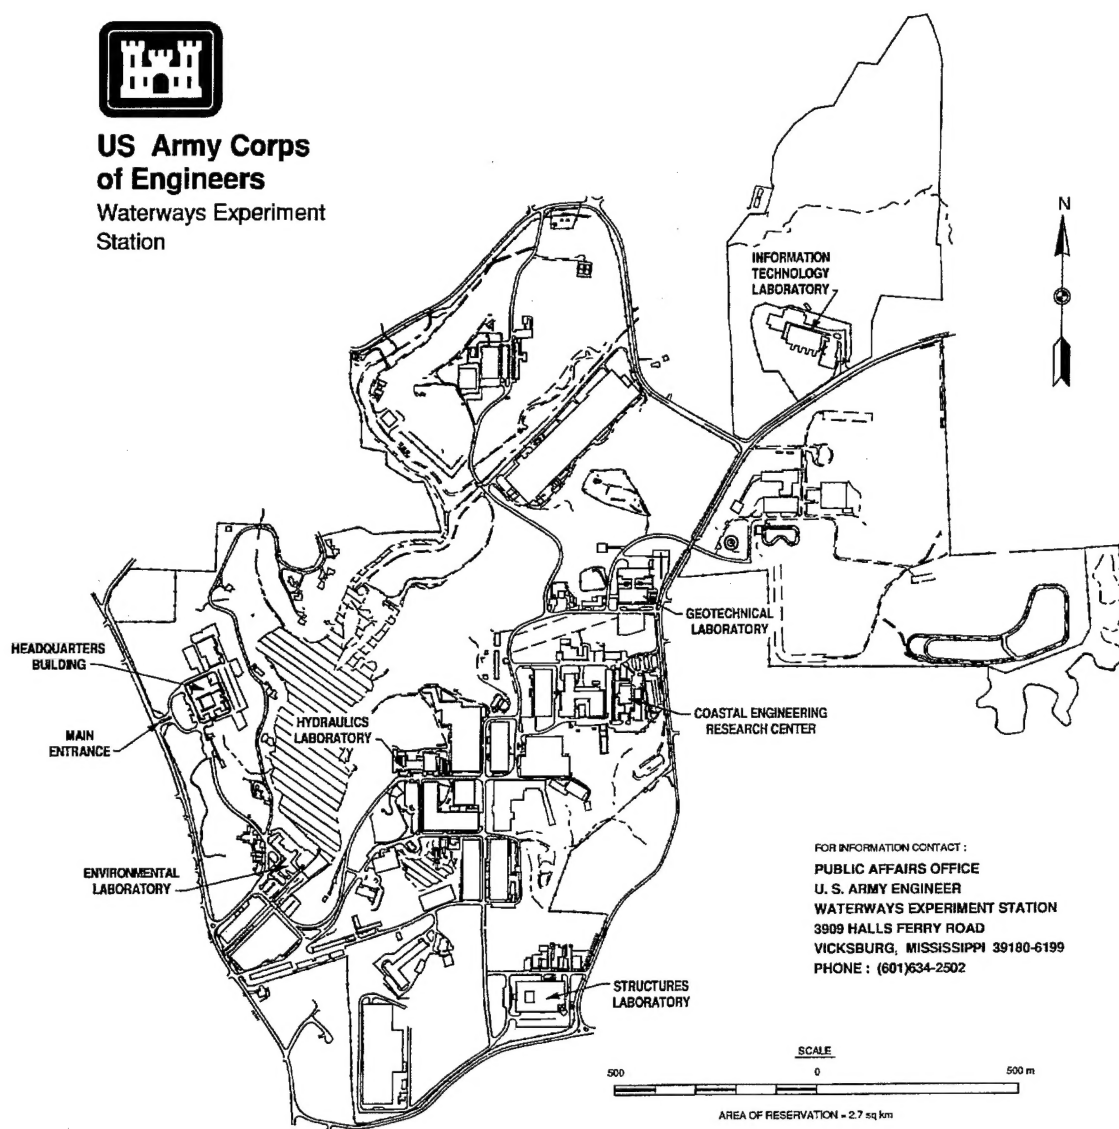 US Army Corps
of Engineers
Waterways Experiment
Station
N
INFORMATION
TECHNOLOGY
LABORATORY
GEOTECHNICAL
LABORATORY
HEADQUARTERS
BUILDING
MAIN
ENTRANCE
HYDRAULICS
LABORATORY
COASTAL ENGINEERING
RESEARCH CENTER
ENVIRONMENTAL
LABORATORY
STRUCTURES
LABORATORY
FOR INFORMATION CONTACT :
PUBLIC AFFAIRS OFFICE
U. S. ARMY ENGINEER
WATERWAYS EXPERIMENT STATION
3909 HALLS FERRY ROAD
VICKSBURG, MISSISSIPPI 39180-6199
PHONE : (601)634-2502
SCALE
500 0 500 m
AREA OF RESERVATION = 2.7 sq km